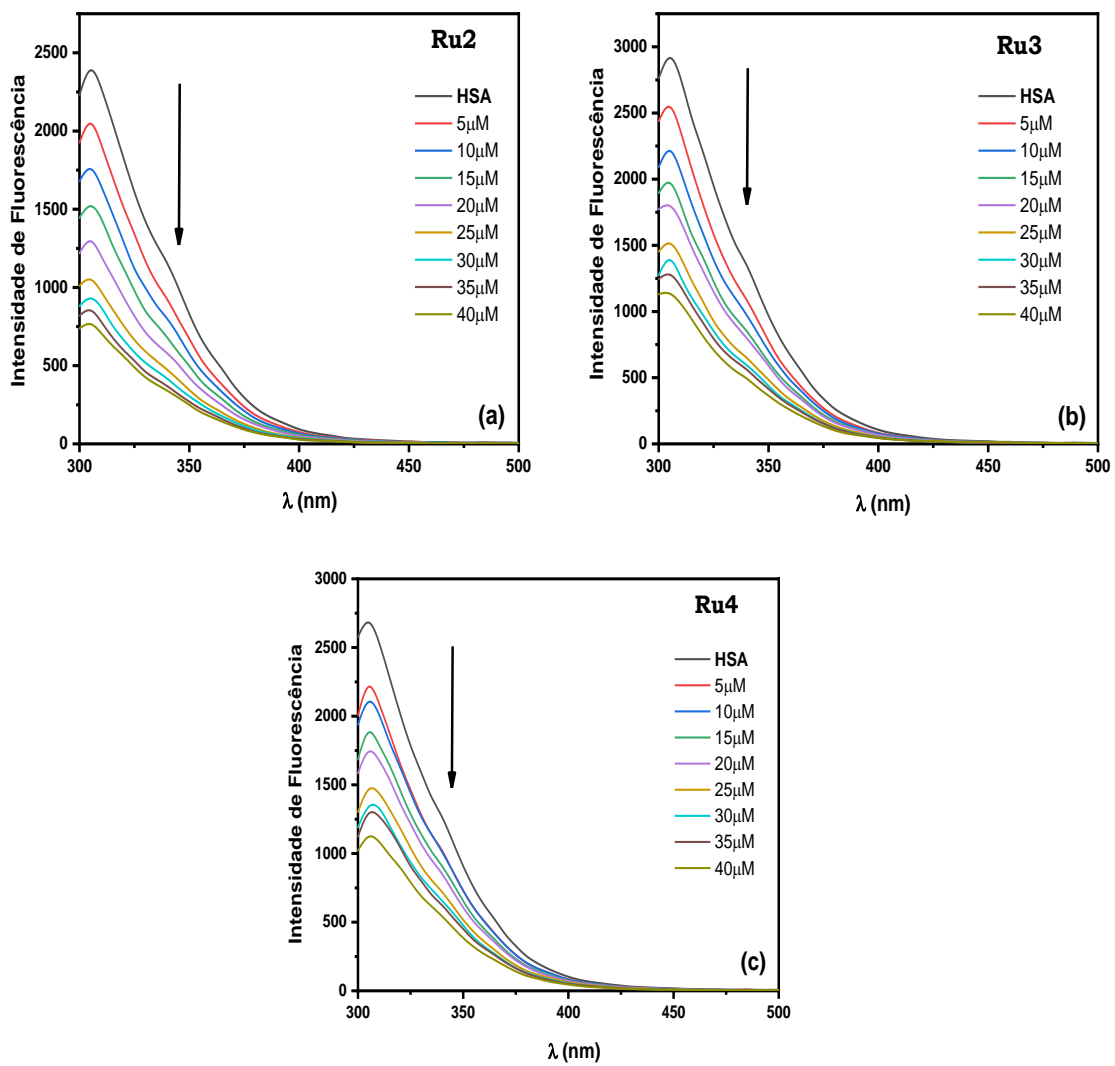 Ru2
Intensidade de Fluorescência
2500
2000
1500
1000
500
0
HSA
5μM
10μM
15μM
20μM
25μM
30μM
35μM
40μM
(a)
300 350 400 450 500
λ (nm)
Ru3
Intensidade de Fluorescência
3000
2500
2000
1500
1000
500
0
HSA
5μM
10μM
15μM
20μM
25μM
30μM
35μM
40μM
(b)
300 350 400 450 500
λ (nm)
Ru4
Intensidade de Fluorescência
3000
2500
2000
1500
1000
500
0
HSA
5μM
10μM
15μM
20μM
25μM
30μM
35μM
40μM
(c)
300 350 400 450 500
λ (nm)